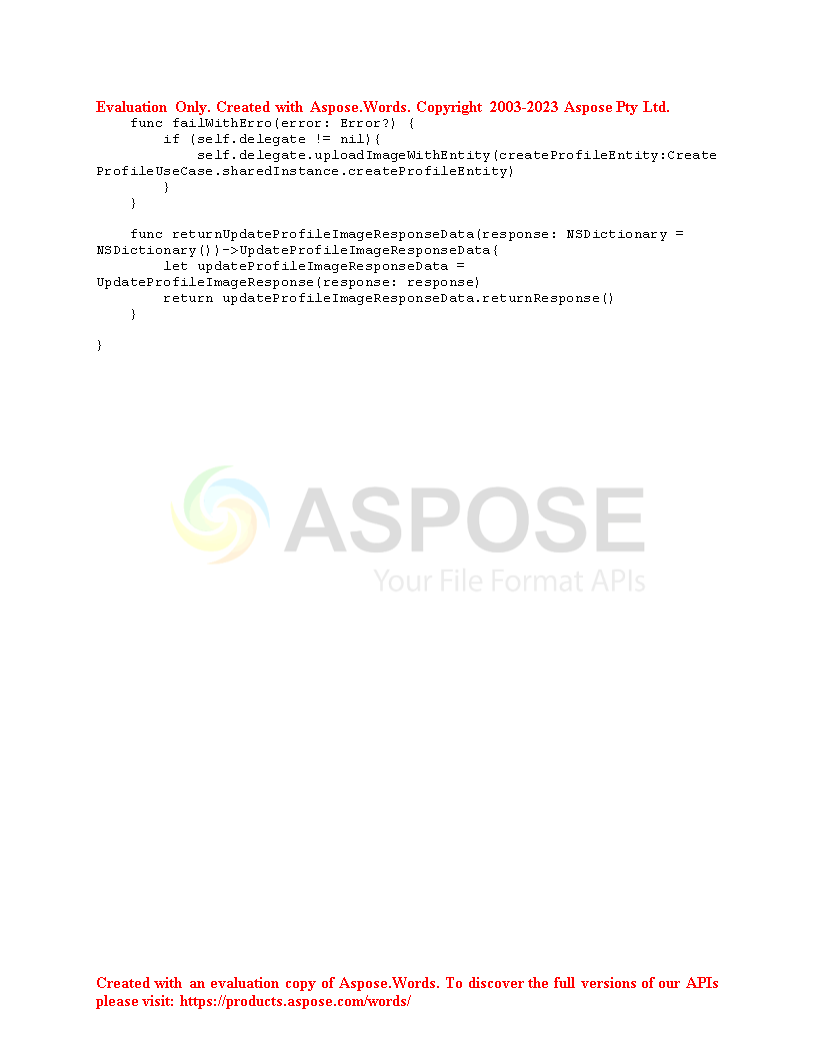 Evaluation Only. Created with Aspose.Words. Copyright 2003-2023 Aspose Pty Ltd.
    func failWithErro(error: Error?) {
        if (self.delegate != nil){
            self.delegate.uploadImageWithEntity(createProfileEntity:Create
ProfileUseCase.sharedInstance.createProfileEntity)
        }
    }

    func returnUpdateProfileImageResponseData(response: NSDictionary =
NSDictionary())->UpdateProfileImageResponseData{
        let updateProfileImageResponseData =
UpdateProfileImageResponse(response: response)
        return updateProfileImageResponseData.returnResponse()
    }

}
ASPOSE
Your File Format APIs
Created with an evaluation copy of Aspose.Words. To discover the full versions of our APIs
please visit: https://products.aspose.com/words/